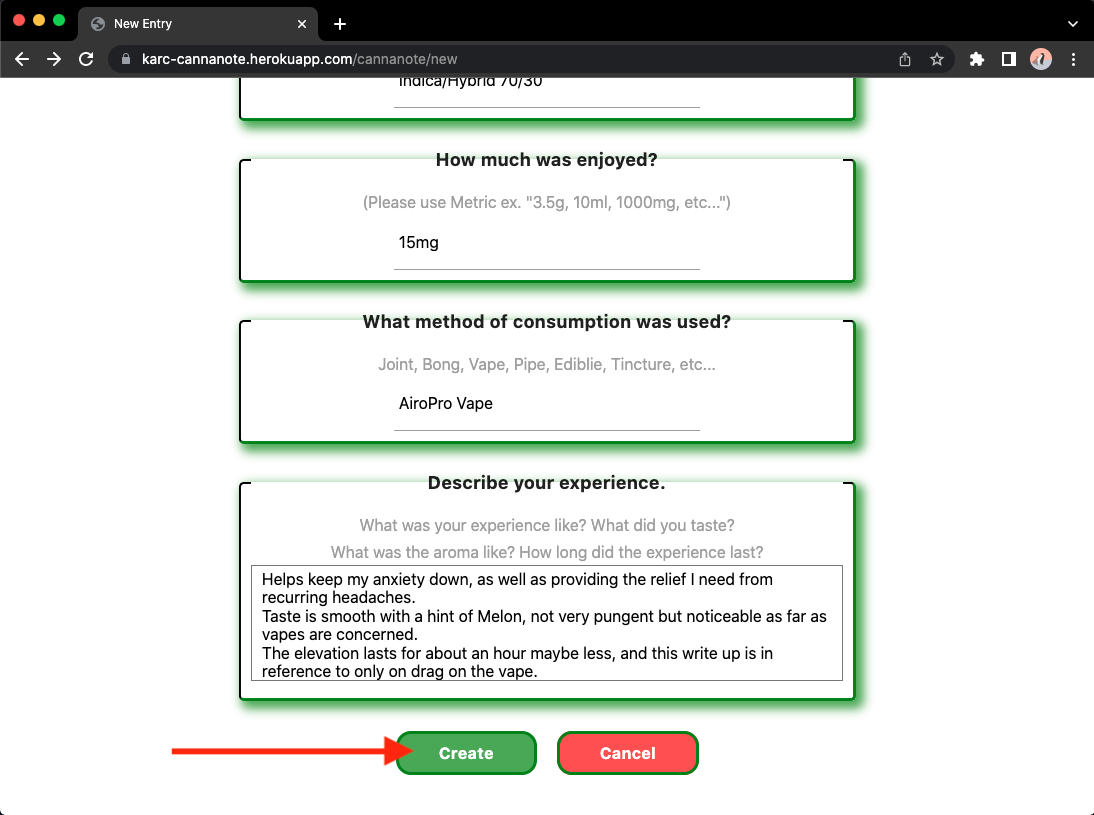 New Entry
karc-cannanote.herokuapp.com/cannanote/new
Indica/Hybrid 70/30
How much was enjoyed?
(Please use Metric ex. "3.5g, 10ml, 1000mg, etc...")
15mg
What method of consumption was used?
Joint, Bong, Vape, Pipe, Ediblie, Tincture, etc...
AiroPro Vape
Describe your experience.
What was your experience like? What did you taste?
What was the aroma like? How long did the experience last?
Helps keep my anxiety down, as well as providing the relief I need from
recurring headaches.
Taste is smooth with a hint of Melon, not very pungent but noticeable as far as
vapes are concerned.
The elevation lasts for about an hour maybe less, and this write up is in
reference to only on drag on the vape.
Create Cancel